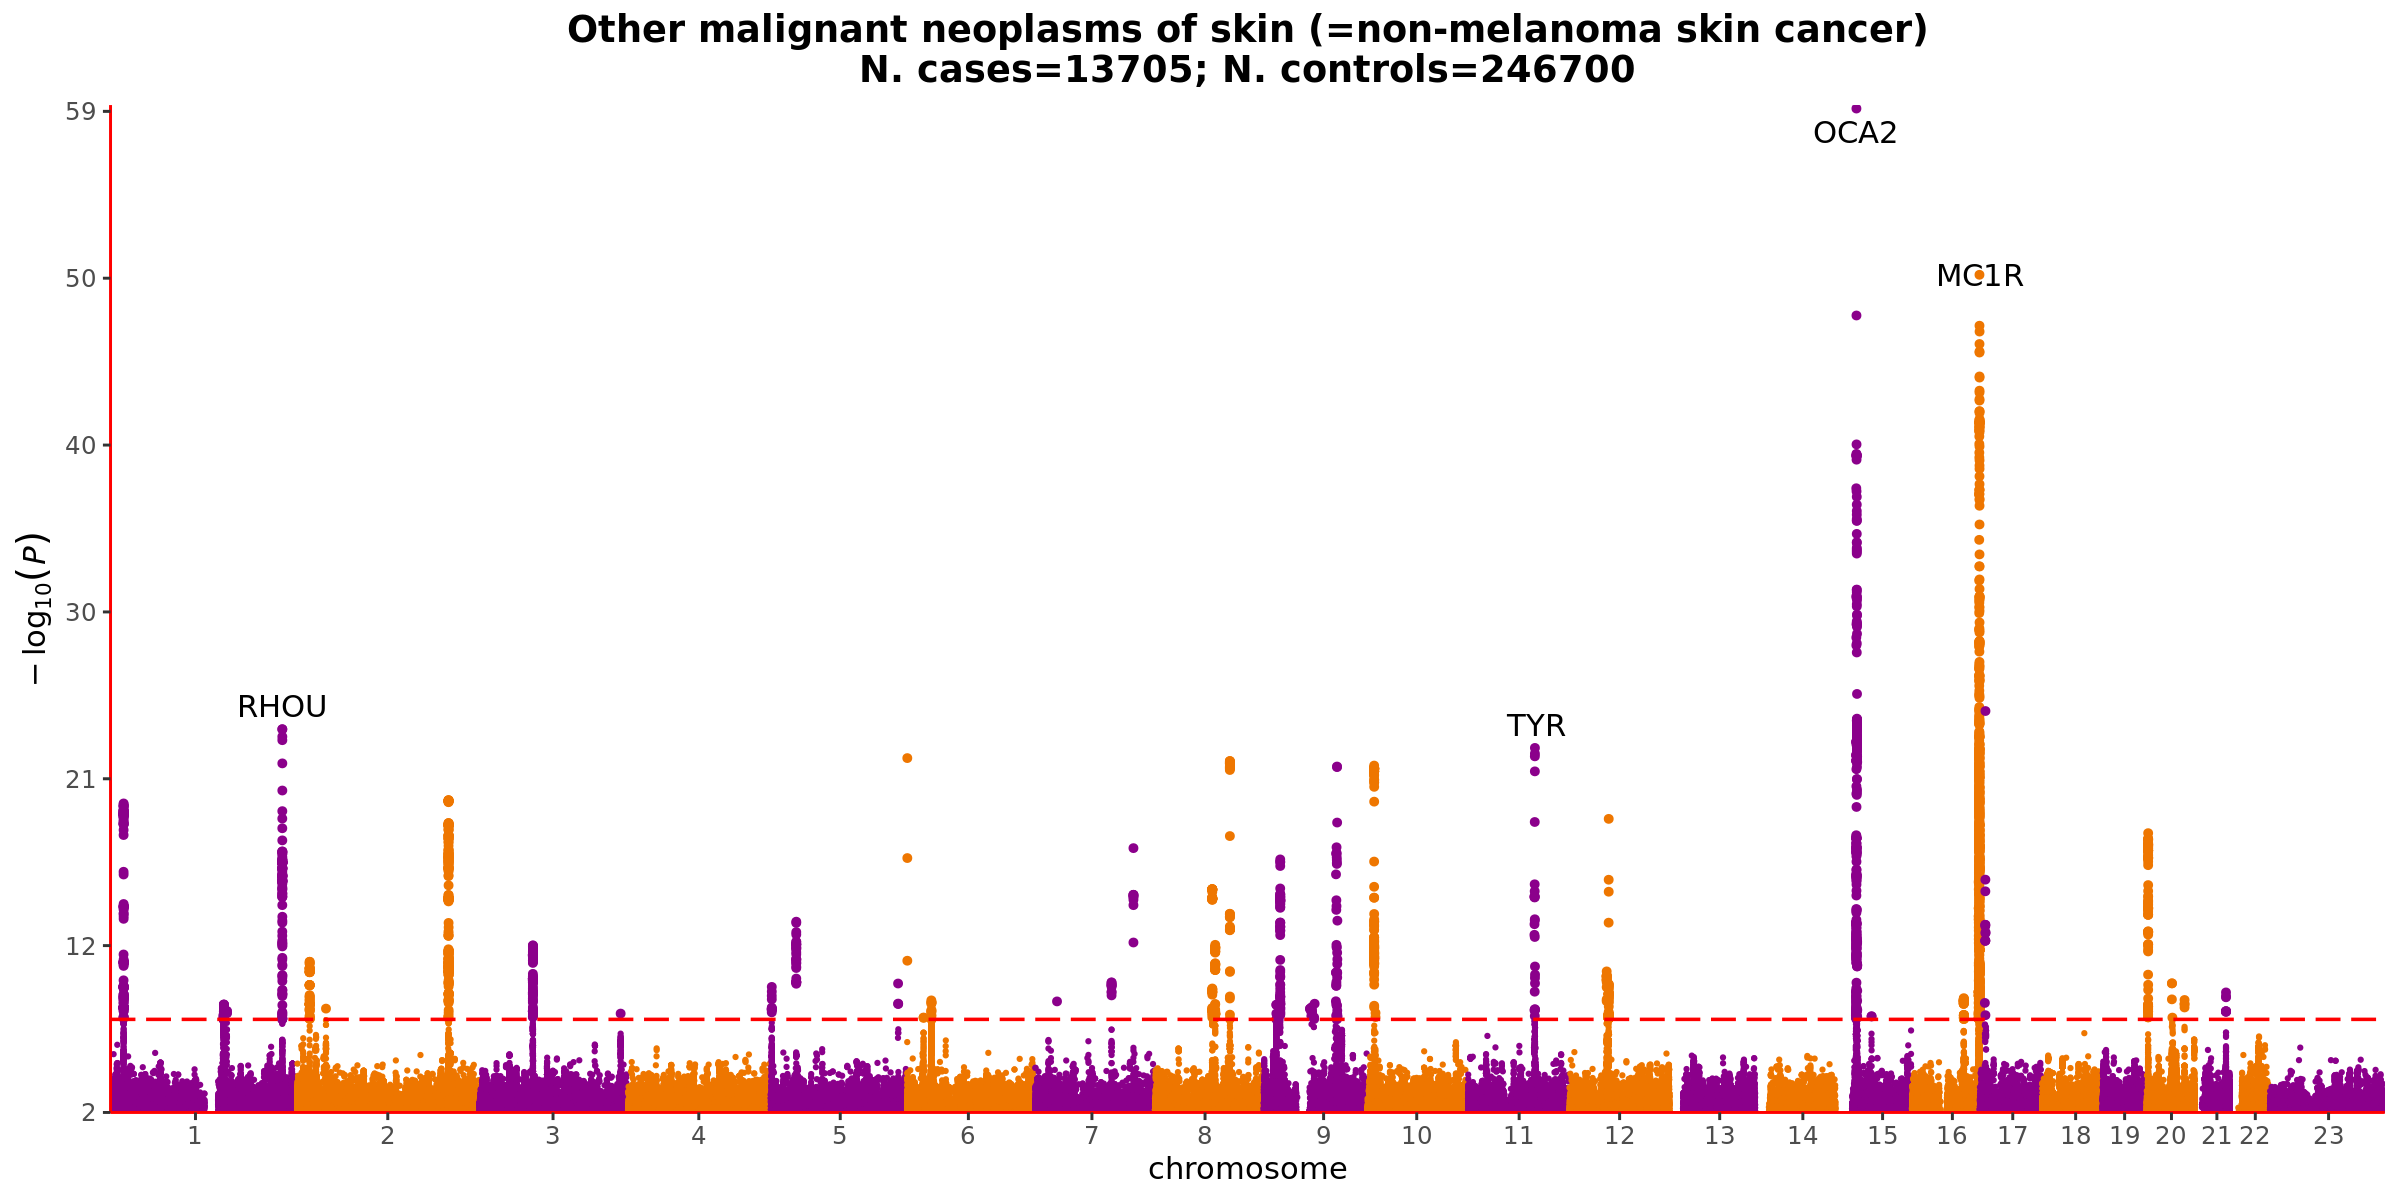 Other malignant neoplasms of skin (=non-melanoma skin cancer)
N. cases=13705; N. controls=246700
59
OCA2
50
MC1R
40
− log10(P)
30
RHOU
TYR
21
12
2
1 2 3 4 5 6 7 8 9 10 11 12 13 14 15 16 17 18 19 20 21 22 23
chromosome